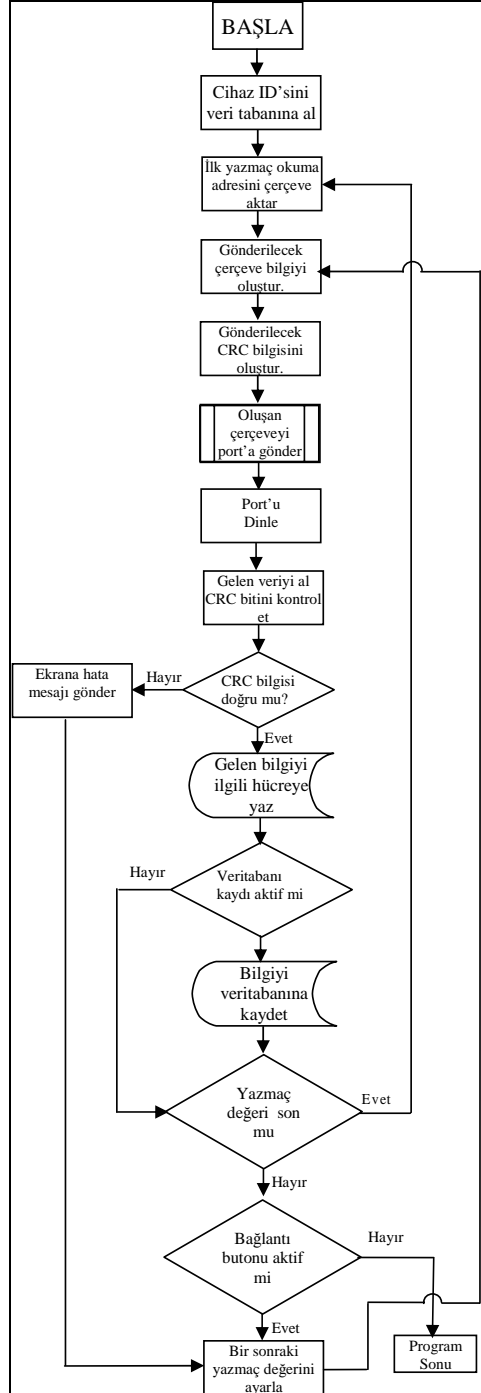 BAŞLA
Cihaz ID'sini
veri tabanına al
İlk yazmaç okuma
adresini çerçeve
aktar
Gönderilecek
çerçeve bilgiyi
oluştur.
Gönderilecek
CRC bilgisini
oluştur.
Oluşan
çerçeveyi
port'a gönder
Port'u
Dinle
Gelen veriyi al
CRC bitini kontrol
et
CRC bilgisi
doğru mu?
Hayır
Ekrana hata
mesajı gönder
Evet
Gelen bilgiyi
ilgili hücreye
yaz
Veritabanı
kaydı aktif mi
Hayır
Bilgiyi
veritabanına
kaydet
Yazmaç
değeri son
mu
Evet
Hayır
Bağlantı
butonu aktif
mi
Hayır
Evet
Bir sonraki
yazmaç değerini
ayarla
Program
Sonu